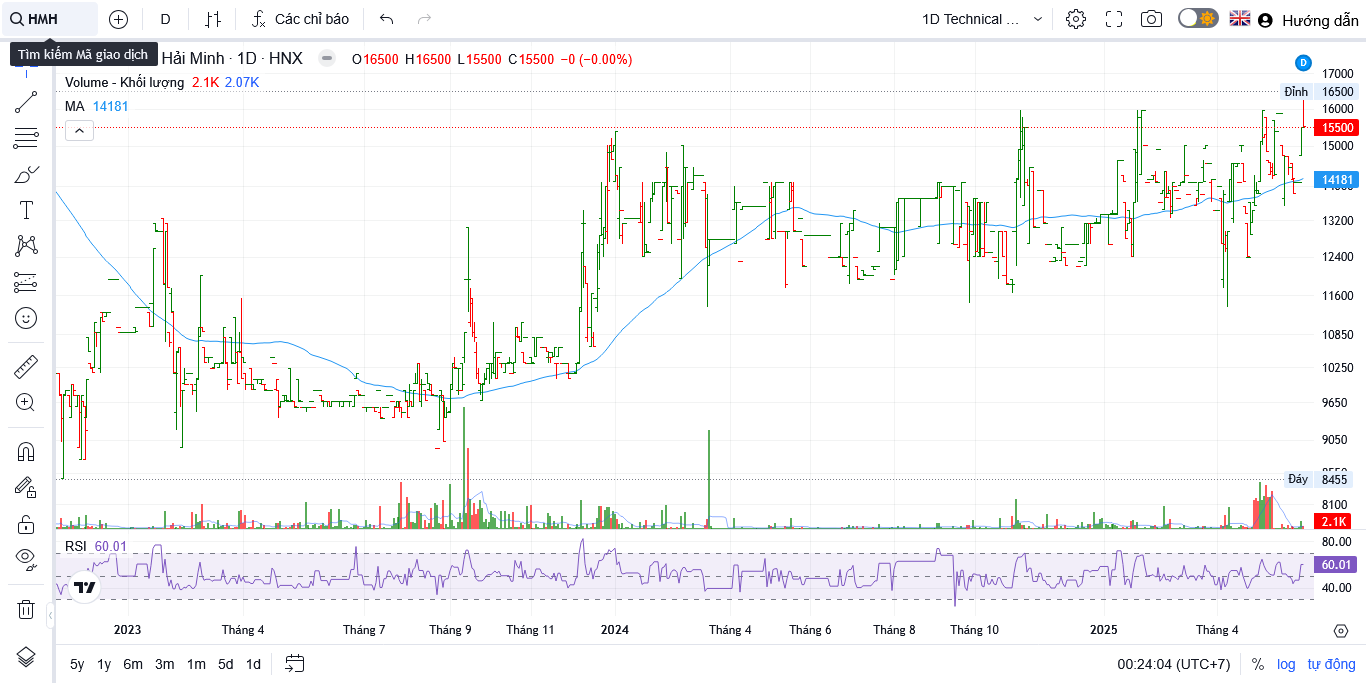 HMH
D
Các chỉ báo
1D Technical ...
Hướng dẫn
Tìm kiếm Mã giao dịch
Hải Minh · 1D · HNX
O16500 H16500 L15500 C15500 −0 (−0.00%)
Volume - Khối lượng 2.1K 2.07K
MA 14181
D
17000
Đỉnh 16500
16000
15500
15000
14181
13200
12400
11600
10850
10250
9650
9050
Đáy 8455
8100
2.1K
RSI 60.01
80.00
60.01
40.00
2023 Tháng 4 Tháng 7 Tháng 9 Tháng 11 2024 Tháng 4 Tháng 6 Tháng 8 Tháng 10 2025 Tháng 4
5y 1y 6m 3m 1m 5d 1d
00:24:04 (UTC+7) % log tự động